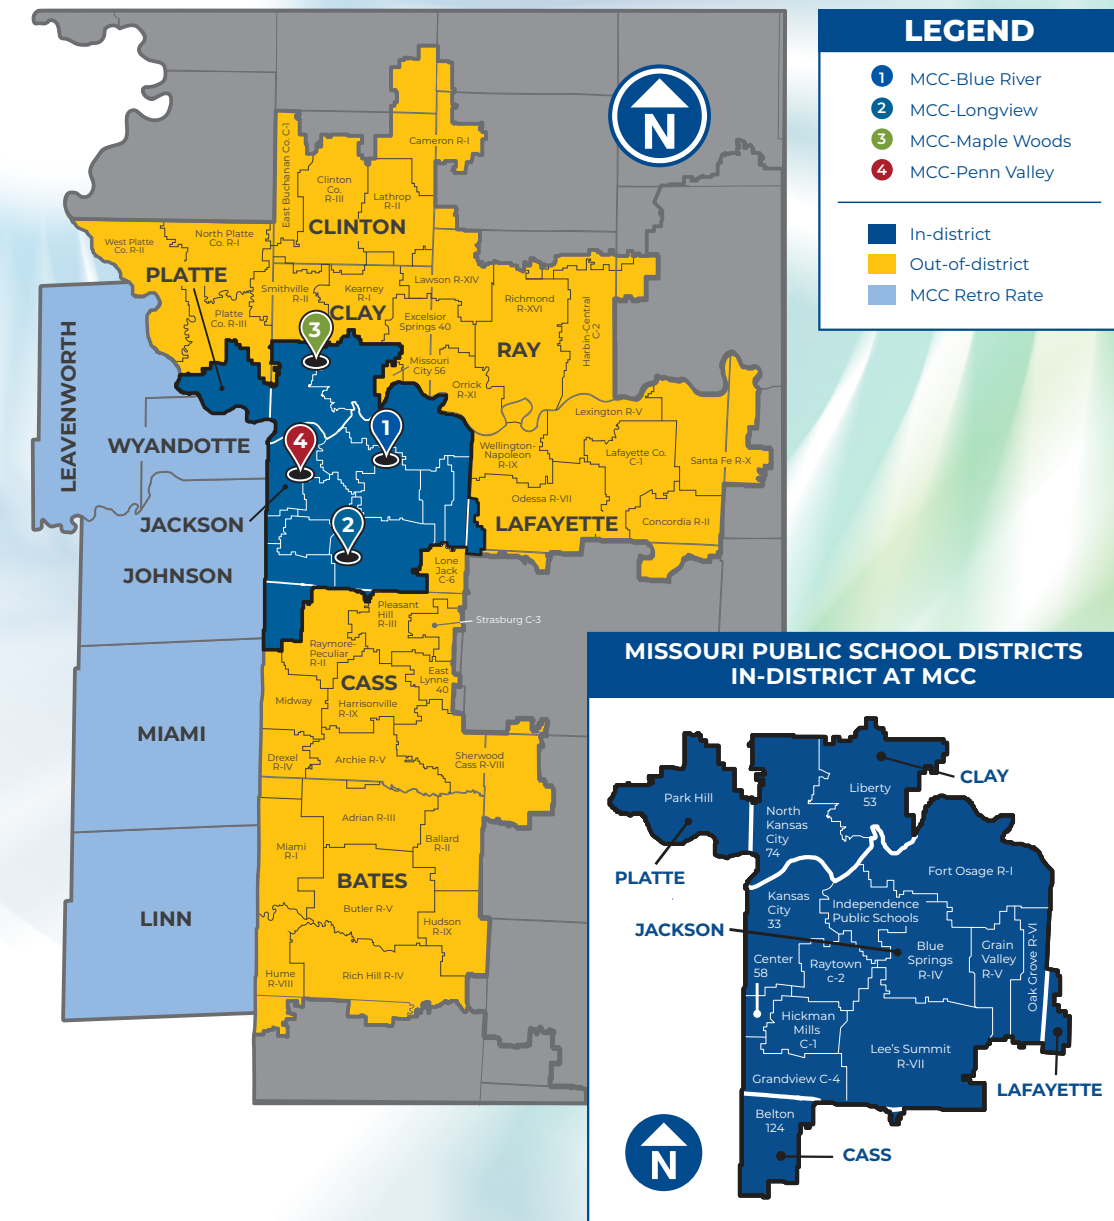 LEGEND
1 MCC-Blue River
2 MCC-Longview
3 MCC-Maple Woods
4 MCC-Penn Valley
In-district
Out-of-district
MCC Retro Rate
N
Cameron R-I
East Buchanan Co. C-1
Clinton
Co.
R-III
Lathrop
R-II
CLINTON
West Platte
Co. R-II
North Platte
Co. R-I
PLATTE
Smithville
R-II
Kearney
R-I
Lawson R-XIV
Platte
Co. R-III
CLAY
Excelsior
Springs 40
Richmond
R-XVI
Harbin-Central
C-2
RAY
3
Missouri
City 56
Orrick
R-XI
LEAVENWORTH
WYANDOTTE
4
1
Lexington R-V
Wellington-
Napoleon
R-IX
Lafayette Co.
C-1
Santa Fe R-X
Odessa R-VII
LAFAYETTE
Concordia R-II
JACKSON
2
JOHNSON
Lone
Jack
C-6
Pleasant
Hill
R-III
Strasburg C-3
Raymore-
Peculiar
R-II
East
Lynne
40
CASS
Midway
Harrisonville
R-IX
MIAMI
Drexel
R-IV
Archie R-V
Sherwood
Cass R-VIII
Adrian R-III
Miami
R-I
Ballard
R-II
BATES
Butler R-V
LINN
Hudson
R-IX
Hume
R-VIII
Rich Hill R-IV
MISSOURI PUBLIC SCHOOL DISTRICTS
IN-DISTRICT AT MCC
CLAY
Park Hill
Liberty
53
North
Kansas
City
74
PLATTE
Fort Osage R-I
Kansas
City
33
Independence
Public Schools
JACKSON
Center
58
Raytown
c-2
Blue
Springs
R-IV
Grain
Valley
R-V
Oak Grove R-VI
Hickman
Mills
C-1
Lee's Summit
R-VII
Grandview C-4
LAFAYETTE
Belton
124
CASS
N